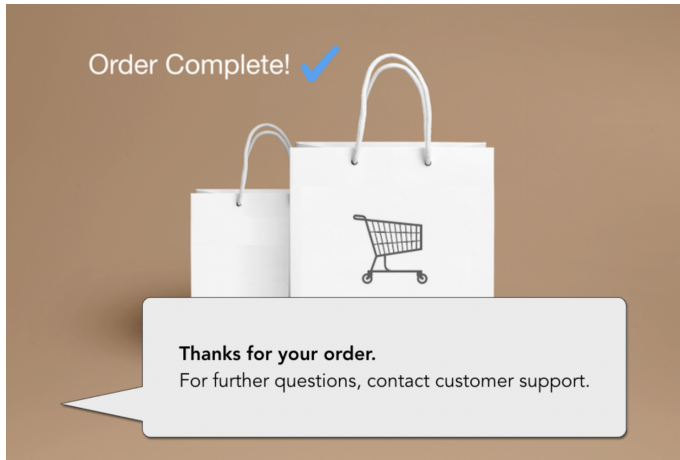 Order Complete!
Thanks for your order.
For further questions, contact customer support.